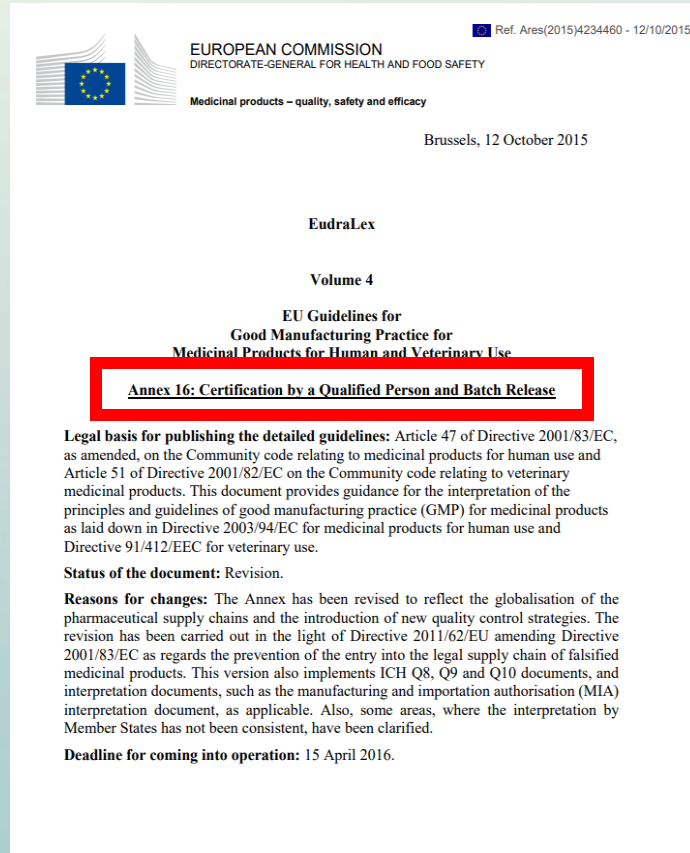 Ref. Ares(2015)4234460 - 12/10/2015
EUROPEAN COMMISSION
DIRECTORATE-GENERAL FOR HEALTH AND FOOD SAFETY
Medicinal products – quality, safety and efficacy
Brussels, 12 October 2015
EudraLex
Volume 4
EU Guidelines for
Good Manufacturing Practice for
Medicinal Products for Human and Veterinary Use
Annex 16: Certification by a Qualified Person and Batch Release
Legal basis for publishing the detailed guidelines: Article 47 of Directive 2001/83/EC,
as amended, on the Community code relating to medicinal products for human use and
Article 51 of Directive 2001/82/EC on the Community code relating to veterinary
medicinal products. This document provides guidance for the interpretation of the
principles and guidelines of good manufacturing practice (GMP) for medicinal products
as laid down in Directive 2003/94/EC for medicinal products for human use and
Directive 91/412/EEC for veterinary use.
Status of the document: Revision.
Reasons for changes: The Annex has been revised to reflect the globalisation of the
pharmaceutical supply chains and the introduction of new quality control strategies. The
revision has been carried out in the light of Directive 2011/62/EU amending Directive
2001/83/EC as regards the prevention of the entry into the legal supply chain of falsified
medicinal products. This version also implements ICH Q8, Q9 and Q10 documents, and
interpretation documents, such as the manufacturing and importation authorisation (MIA)
interpretation document, as applicable. Also, some areas, where the interpretation by
Member States has not been consistent, have been clarified.
Deadline for coming into operation: 15 April 2016.